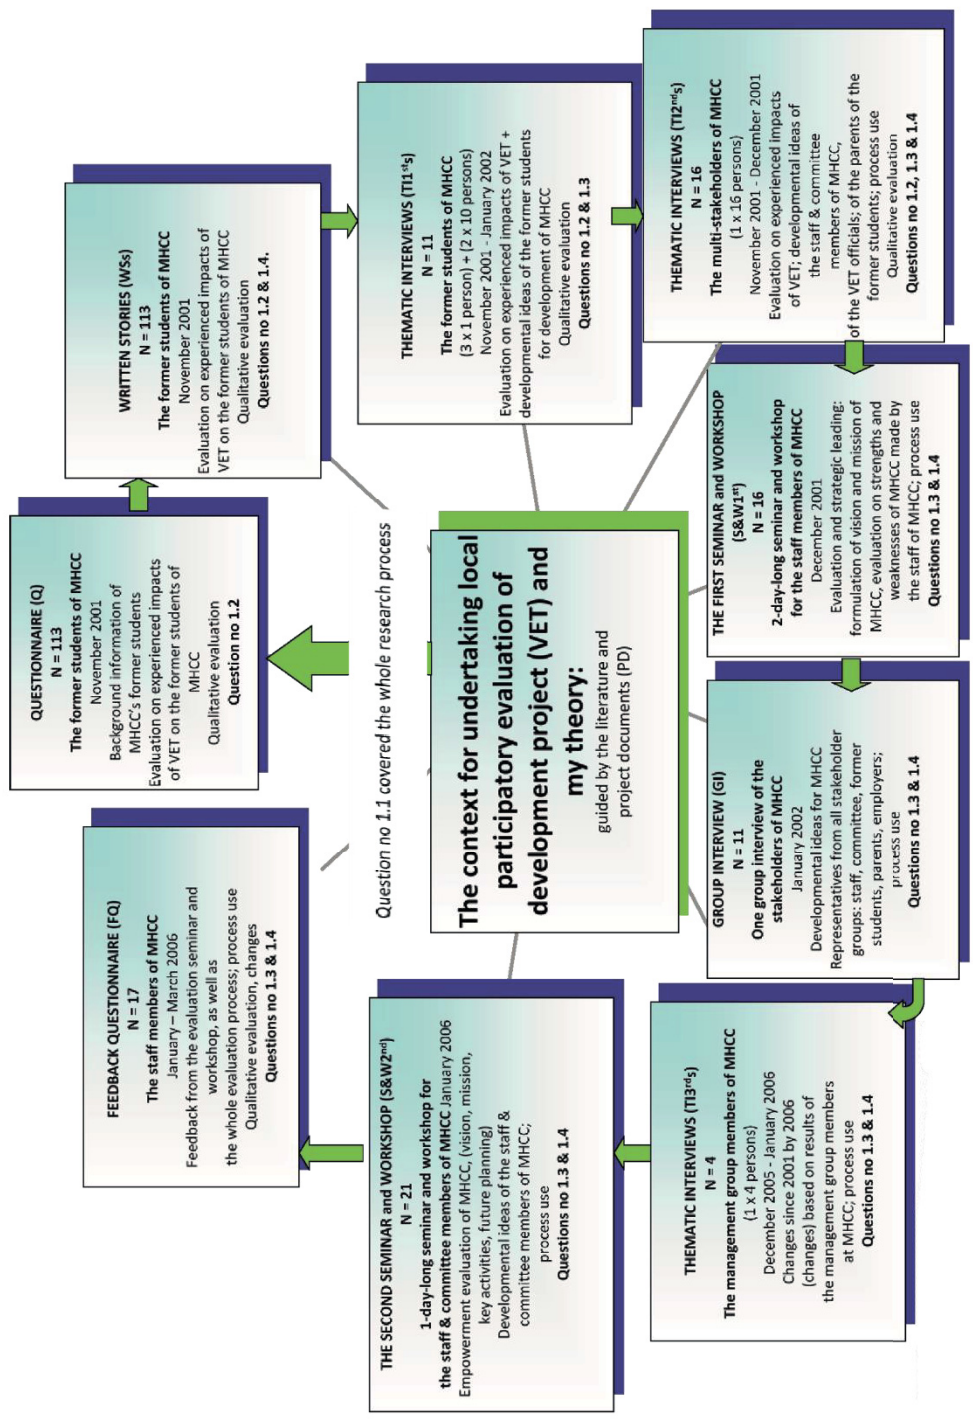 QUESTIONNAIRE (Q)
N = 113
The former students of MHCC
November 2001
Background information of
MHCC's former students
Evaluation on experienced impacts
of VET on the former students of
MHCC
Qualitative evaluation
Question no 1.2
WRITTEN STORIES (WSs)
N = 113
The former students of MHCC
November 2001
Evaluation on experienced impacts of
VET on the former students of MHCC
Qualitative evaluation
Questions no 1.2 & 1.4.
THEMATIC INTERVIEWS (TI1sts)
N = 11
The former students of MHCC
(3 x 1 person) + (2 x 10 persons)
November 2001 - January 2002
Evaluation on experienced impacts of VET +
developmental ideas of the former students
for development of MHCC
Qualitative evaluation
Questions no 1.2 & 1.3
THEMATIC INTERVIEWS (TI2nds)
N = 16
The multi-stakeholders of MHCC
(1 x 16 persons)
November 2001 - December 2001
Evaluation on experienced impacts
of VET; developmental ideas of
the staff & committee
members of MHCC,
of the VET officials; of the parents of the
former students; process use
Qualitative evaluation
Questions no 1.2, 1.3 & 1.4
THE FIRST SEMINAR AND WORKSHOP
(S&W1st)
N = 16
2-day-long seminar and workshop
for the staff members of MHCC
December 2001
Evaluation and strategic leading:
formulation of vision and mission of
MHCC, evaluation on strengths and
weaknesses of MHCC made by
the staff of MHCC; process use
Questions no 1.3 & 1.4
GROUP INTERVIEW (GI)
N = 11
One group interview of the
stakeholders of MHCC
January 2002
Developmental ideas for MHCC
Representatives from all stakeholder
groups: staff, committee, former
students, parents, employers;
process use
Questions no 1.3 & 1.4
THEMATIC INTERVIEWS (TI3rds)
N = 4
The management group members of MHCC
(1 x 4 persons)
December 2005 - January 2006
Changes since 2001 by 2006
(changes) based on results of
the management group members
at MHCC; process use
Questions no 1.3 & 1.4
THE SECOND SEMINAR AND WORKSHOP (S&W2nd)
N = 21
1-day-long seminar and workshop for
the staff & committee members of MHCC January 2006
Empowerment evaluation of MHCC, (vision, mission,
key activities, future planning)
Developmental ideas of the staff &
committee members of MHCC;
process use
Questions no 1.3 & 1.4
FEEDBACK QUESTIONNAIRE (FQ)
N = 17
The staff members of MHCC
January – March 2006
Feedback from the evaluation seminar and
workshop, as well as
the whole evaluation process; process use
Qualitative evaluation, changes
Questions no 1.3 & 1.4
Question no 1.1 covered the whole research process
The context for undertaking local
participatory evaluation of
development project (VET) and
my theory:
guided by the literature and
project documents (PD)